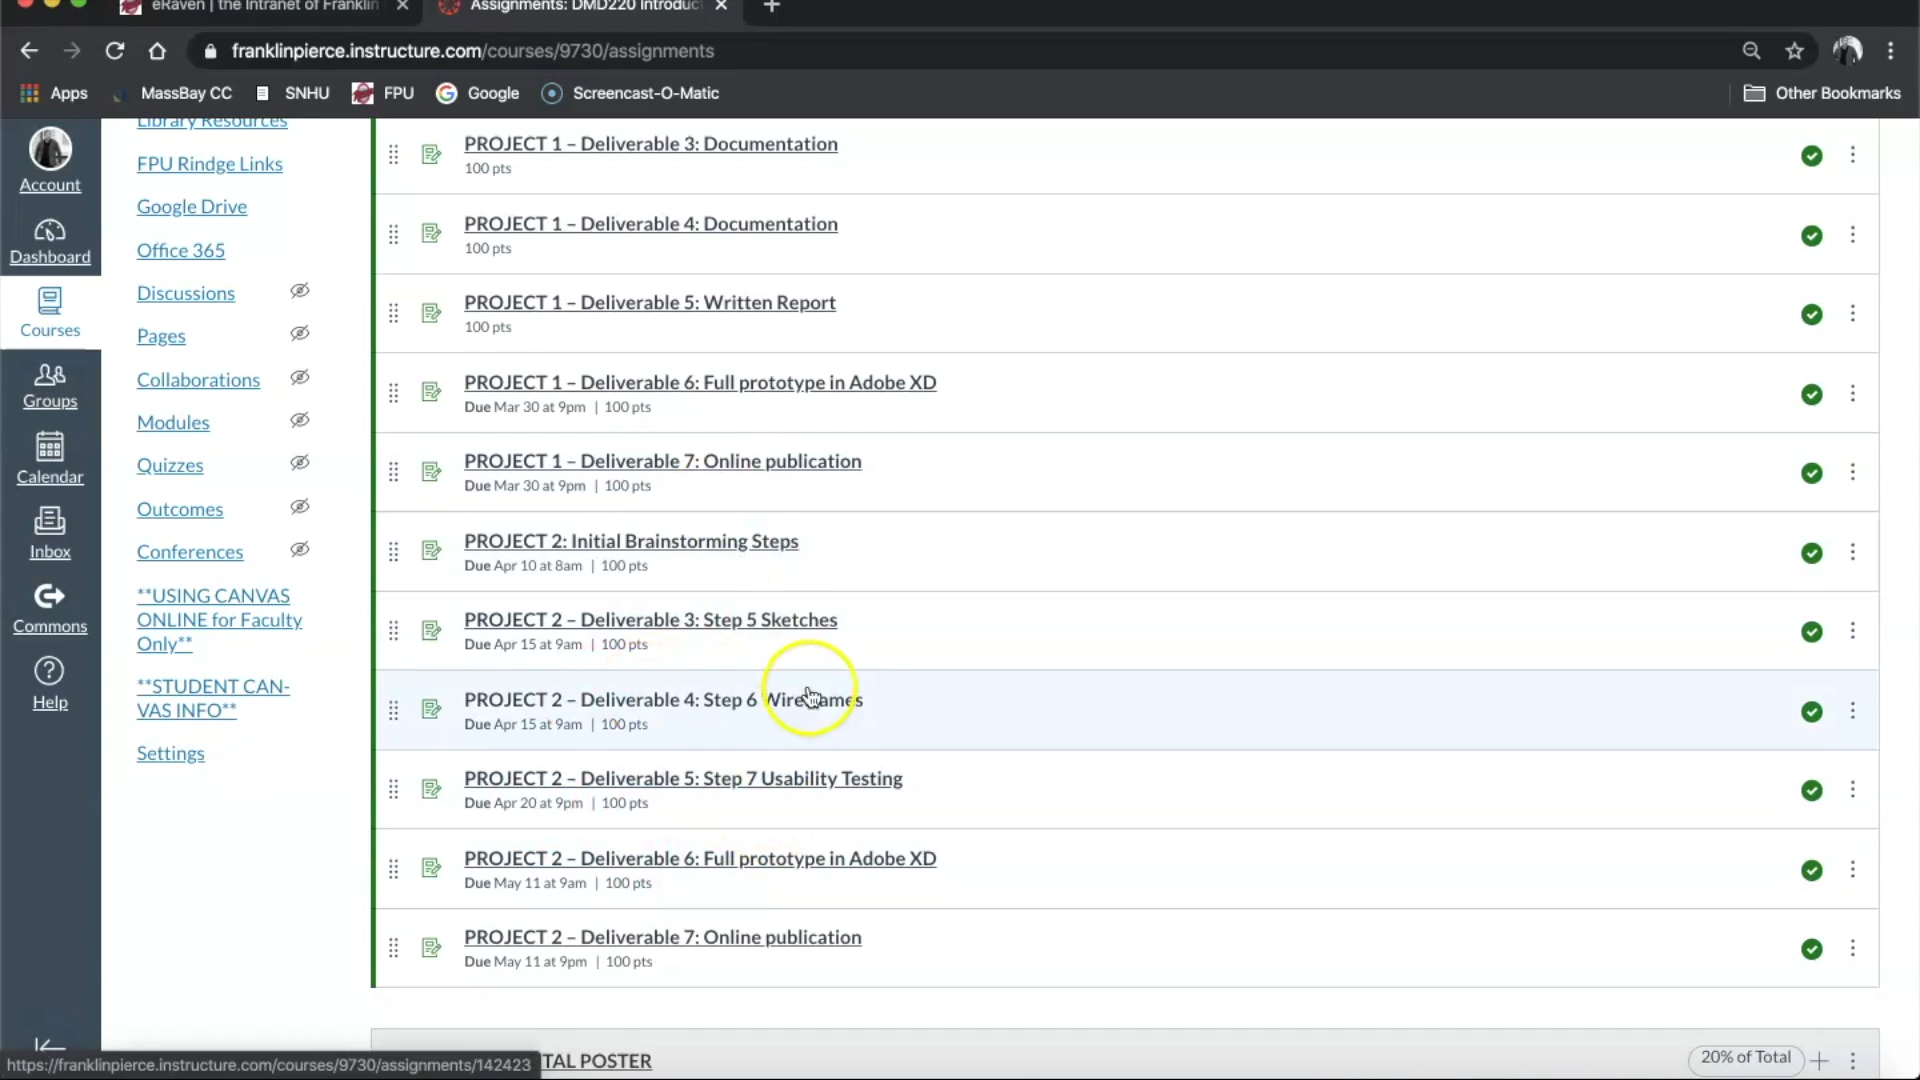 eRaven | the Intranet of Franklin
Assignments: DMD220 Introduc
franklinpierce.instructure.com/courses/9730/assignments
Apps
MassBay CC
SNHU
FPU
Google
Screencast-O-Matic
Other Bookmarks
Account
Dashboard
Courses
Groups
Calendar
Inbox
Commons
Help
Library Resources
FPU Rindge Links
Google Drive
Office 365
Discussions
Pages
Collaborations
Modules
Quizzes
Outcomes
Conferences
**USING CANVAS
ONLINE for Faculty
Only**
**STUDENT CAN-
VAS INFO**
Settings
PROJECT 1 – Deliverable 3: Documentation
100 pts
PROJECT 1 – Deliverable 4: Documentation
100 pts
PROJECT 1 – Deliverable 5: Written Report
100 pts
PROJECT 1 – Deliverable 6: Full prototype in Adobe XD
Due Mar 30 at 9pm | 100 pts
PROJECT 1 – Deliverable 7: Online publication
Due Mar 30 at 9pm | 100 pts
PROJECT 2: Initial Brainstorming Steps
Due Apr 10 at 8am | 100 pts
PROJECT 2 – Deliverable 3: Step 5 Sketches
Due Apr 15 at 9am | 100 pts
PROJECT 2 – Deliverable 4: Step 6 Wireframes
Due Apr 15 at 9am | 100 pts
PROJECT 2 – Deliverable 5: Step 7 Usability Testing
Due Apr 20 at 9pm | 100 pts
PROJECT 2 – Deliverable 6: Full prototype in Adobe XD
Due May 11 at 9am | 100 pts
PROJECT 2 – Deliverable 7: Online publication
Due May 11 at 9pm | 100 pts
TAL POSTER
20% of Total
https://franklinpierce.instructure.com/courses/9730/assignments/142423